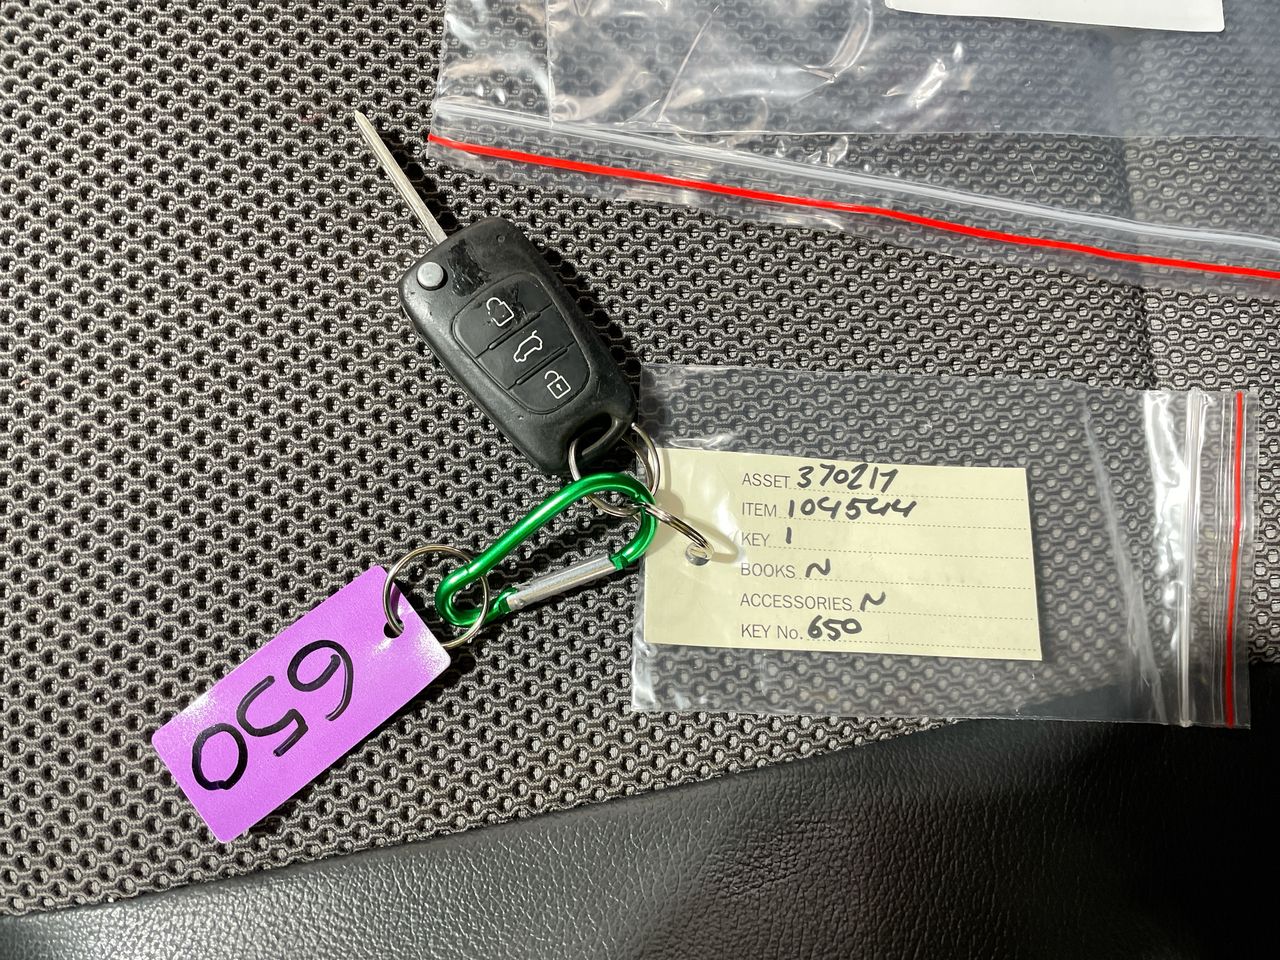 ASSET 370217
ITEM 104544
KEY 1
BOOKS N
ACCESSORIES N
KEY No. 650
650